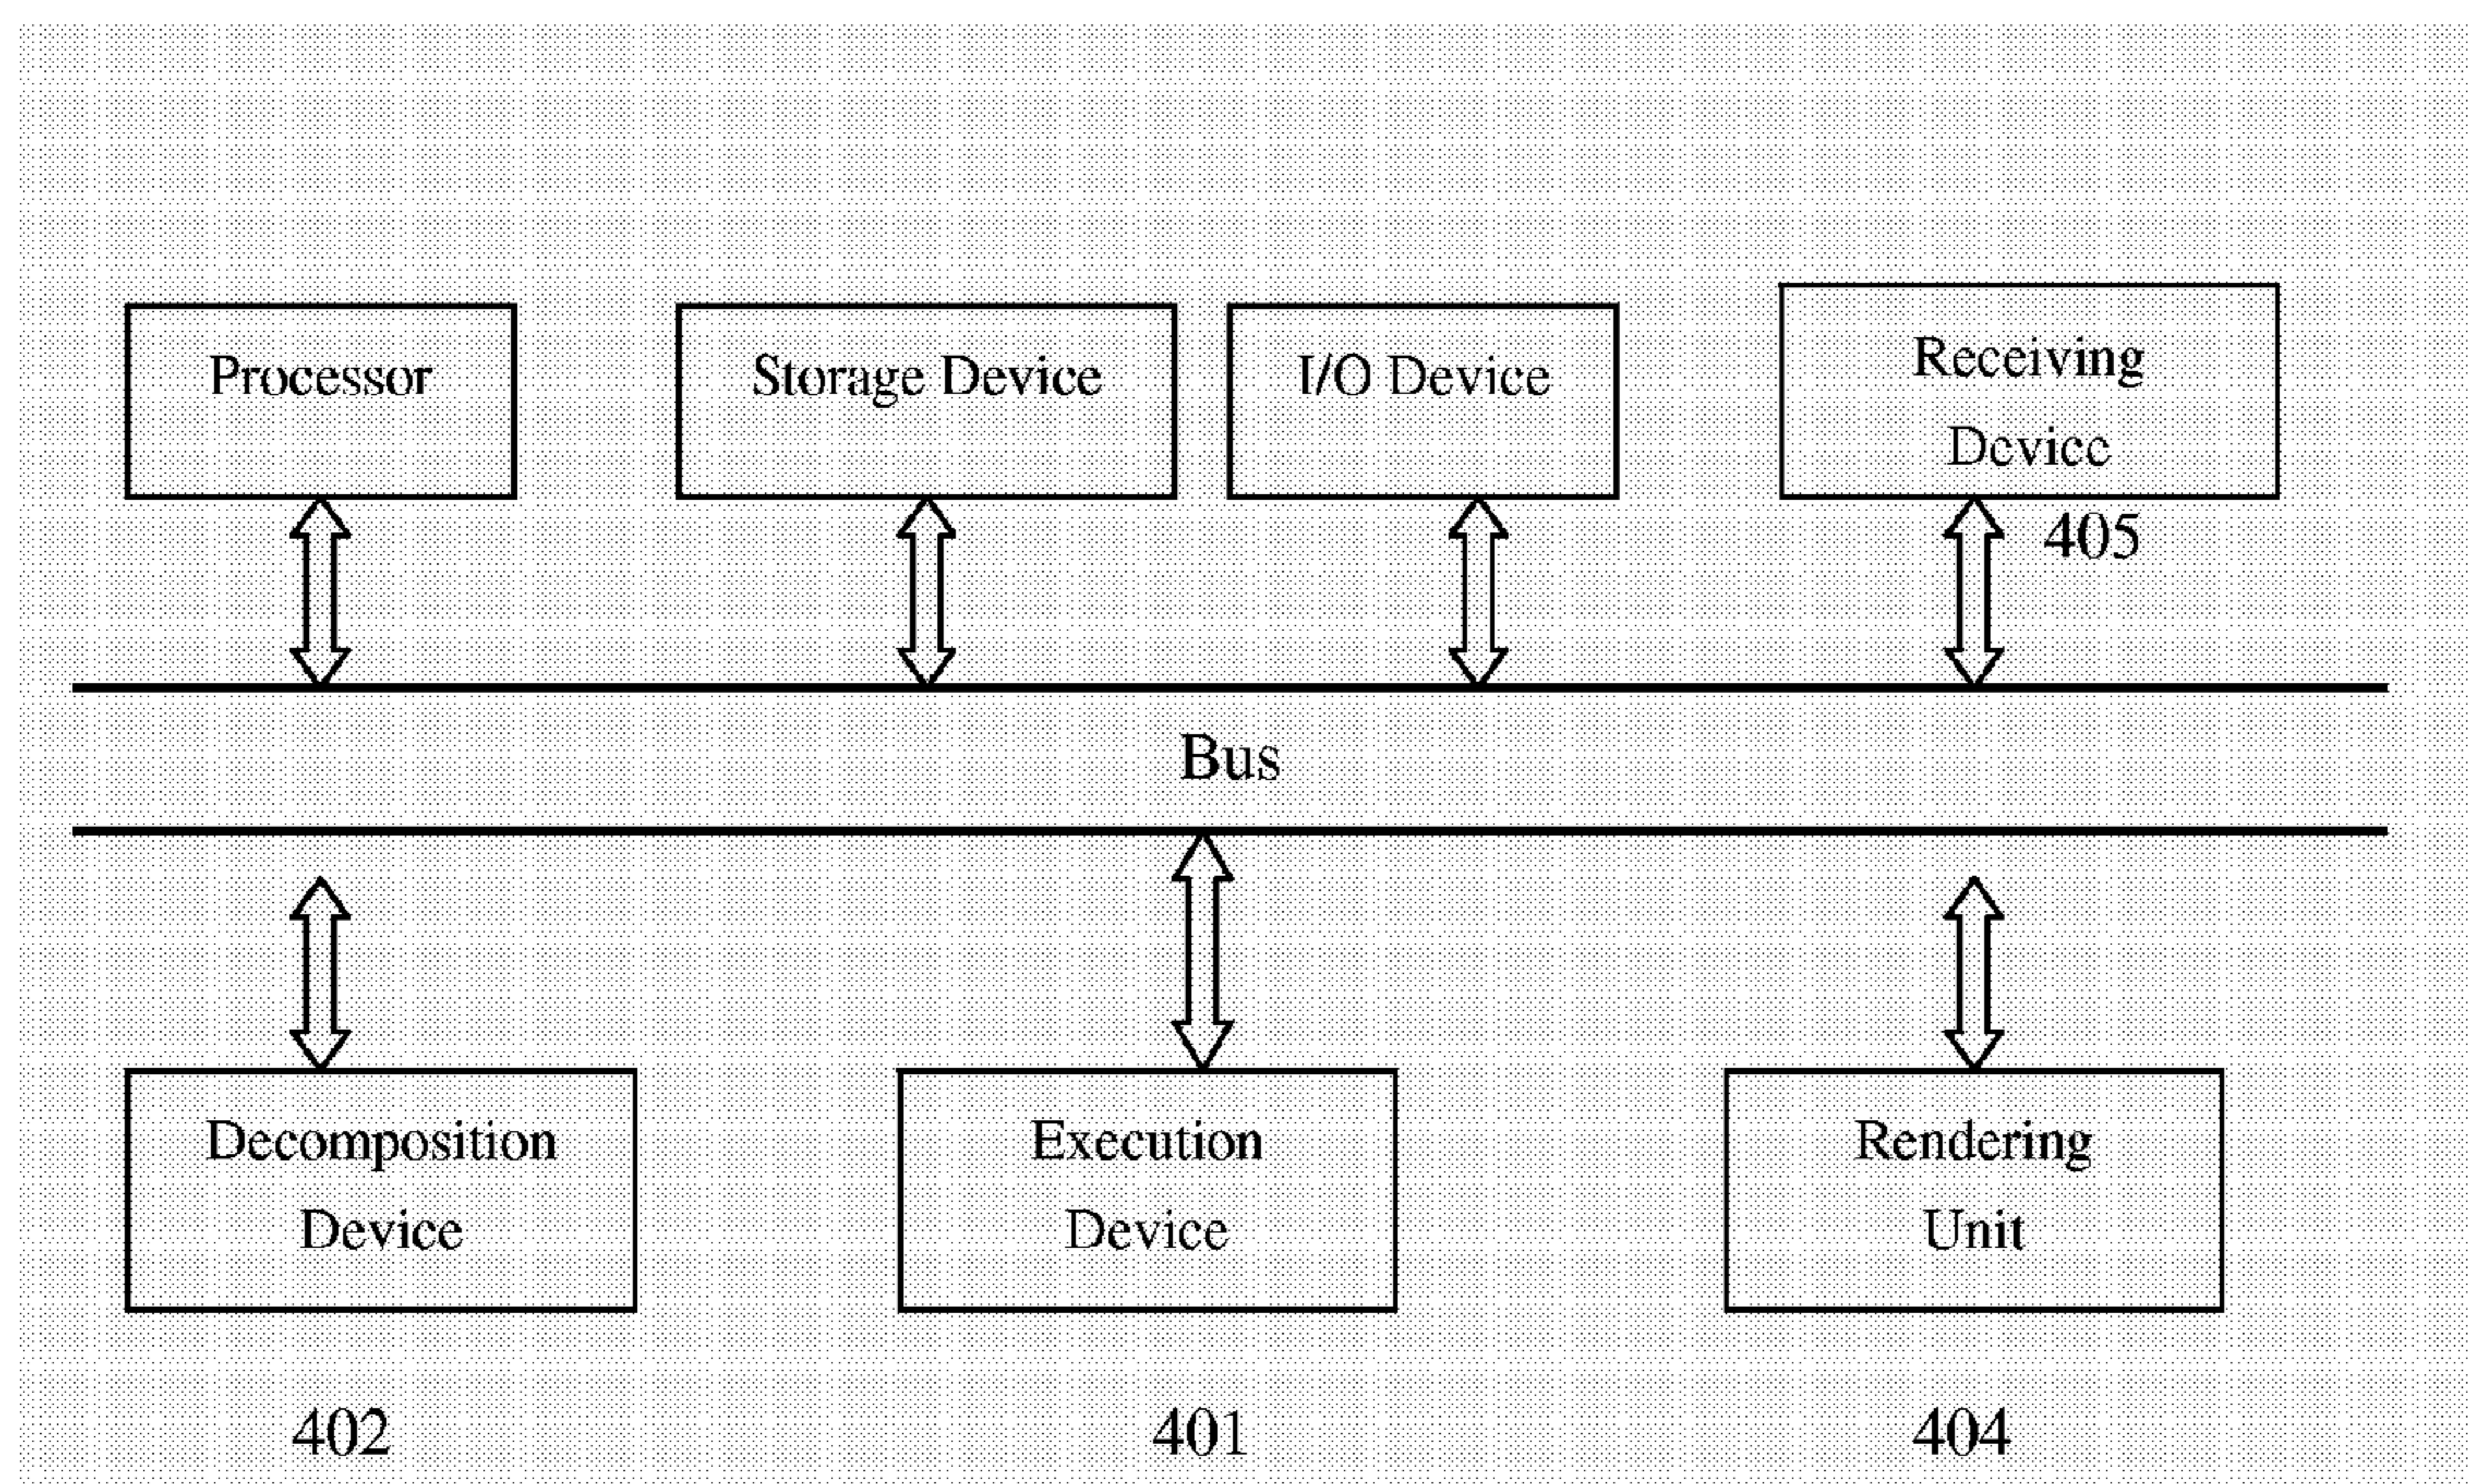 Processor
Storage Device
I/O Device
Receiving
Device
405
Bus
Decomposition
Device
Execution
Device
Rendering
Unit
402
401
404